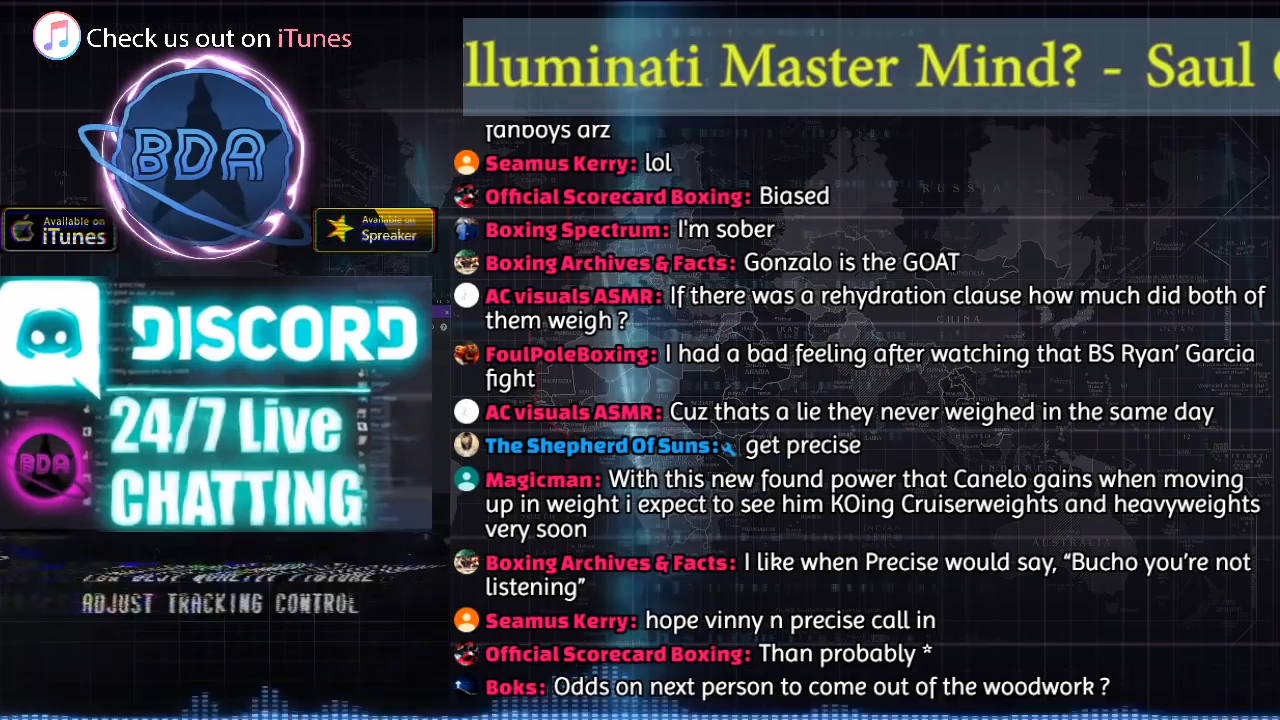 Check us out on iTunes
BDA
Available on
iTunes
Available on
Spreaker
DISCORD
24/7 Live
CHATTING
BDA
ADJUST TRACKING CONTROL
lluminati Master Mind? - Saul
fanboys arz
Seamus Kerry: lol
Official Scorecard Boxing: Biased
Boxing Spectrum: I'm sober
Boxing Archives & Facts: Gonzalo is the GOAT
AC visuals ASMR: If there was a rehydration clause how much did both of
them weigh ?
FoulPoleBoxing: I had a bad feeling after watching that BS Ryan’ Garcia
fight
AC visuals ASMR: Cuz thats a lie they never weighed in the same day
The Shepherd Of Suns: get precise
Magicman: With this new found power that Canelo gains when moving
up in weight i expect to see him KOing Cruiserweights and heavyweights
very soon
Boxing Archives & Facts: I like when Precise would say, “Bucho you’re not
listening”
Seamus Kerry: hope vinny n precise call in
Official Scorecard Boxing: Than probably *
Boks: Odds on next person to come out of the woodwork ?
RUSSIA
CHINA